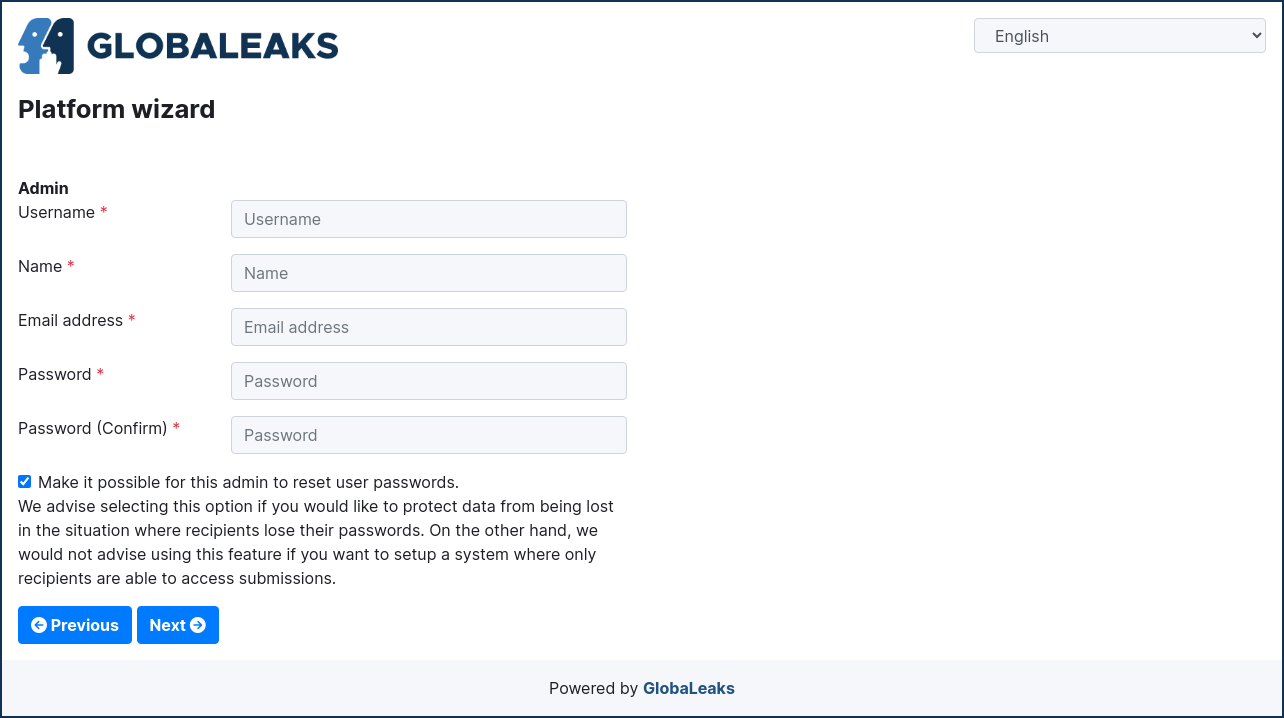 GLOBALEAKS
English
Platform wizard
Admin
Username *
Username
Name *
Name
Email address *
Email address
Password *
Password
Password (Confirm) *
Password
Make it possible for this admin to reset user passwords.
We advise selecting this option if you would like to protect data from being lost
in the situation where recipients lose their passwords. On the other hand, we
would not advise using this feature if you want to setup a system where only
recipients are able to access submissions.
Previous
Next
Powered by GlobaLeaks